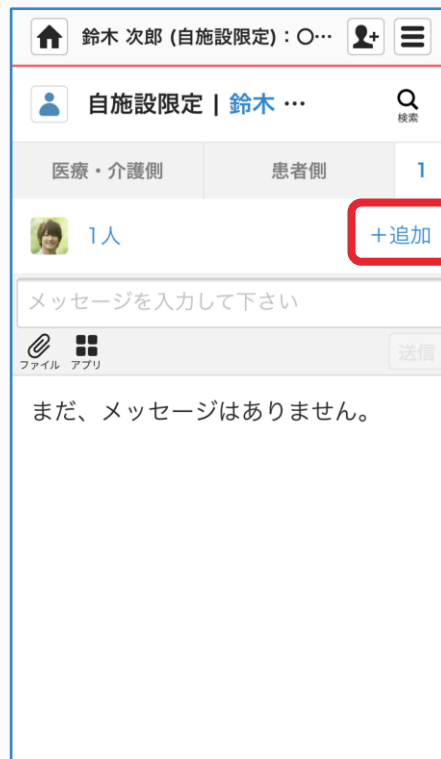 鈴木 次郎 (自施設限定)：〇…
自施設限定 | 鈴木 …
検索
医療・介護側 患者側 1
1人 ＋追加
メッセージを入力して下さい
ファイル アプリ 送信
まだ、メッセージはありません。